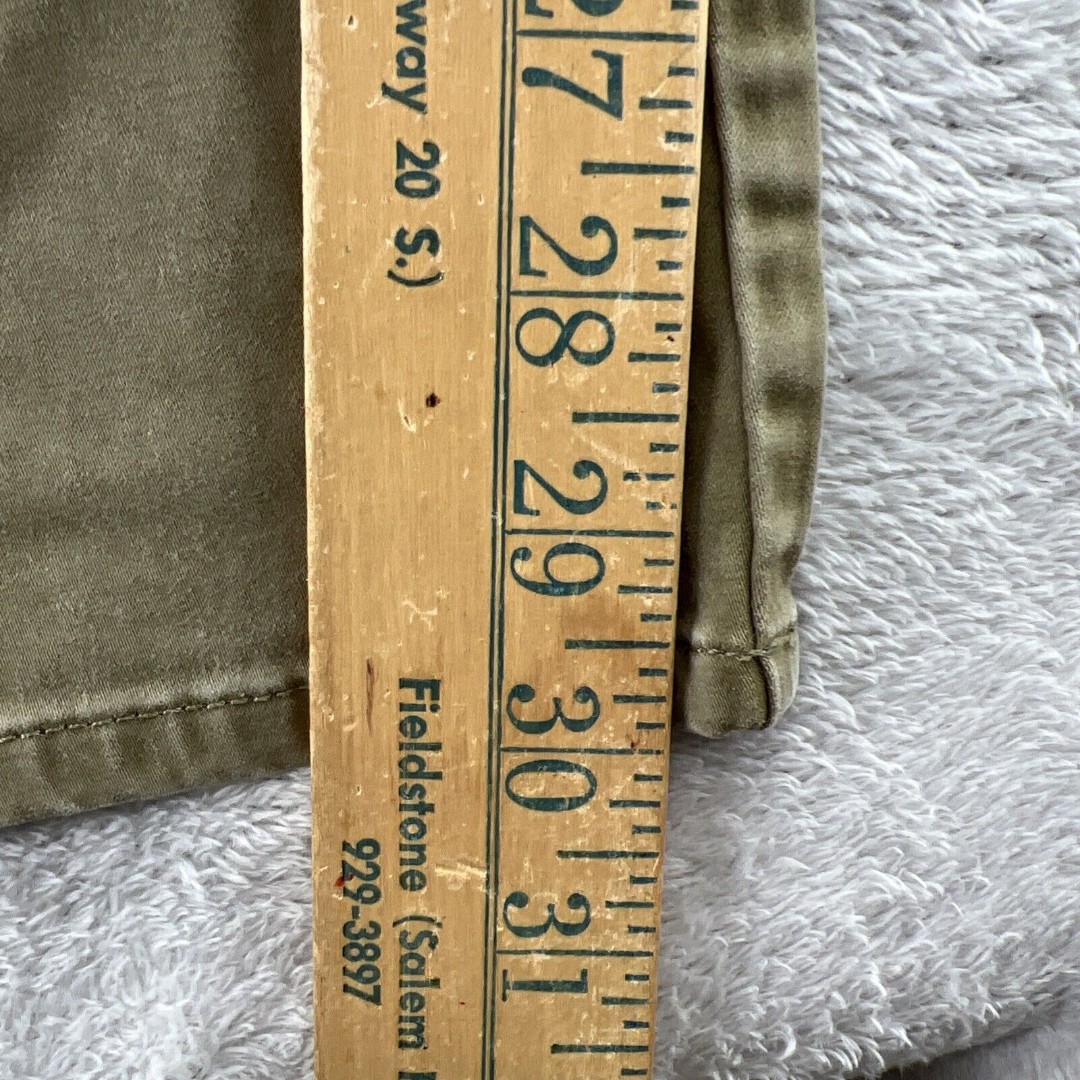 27 28 29 30 31
way 20 S.)
Fieldstone (Salem
929-3897